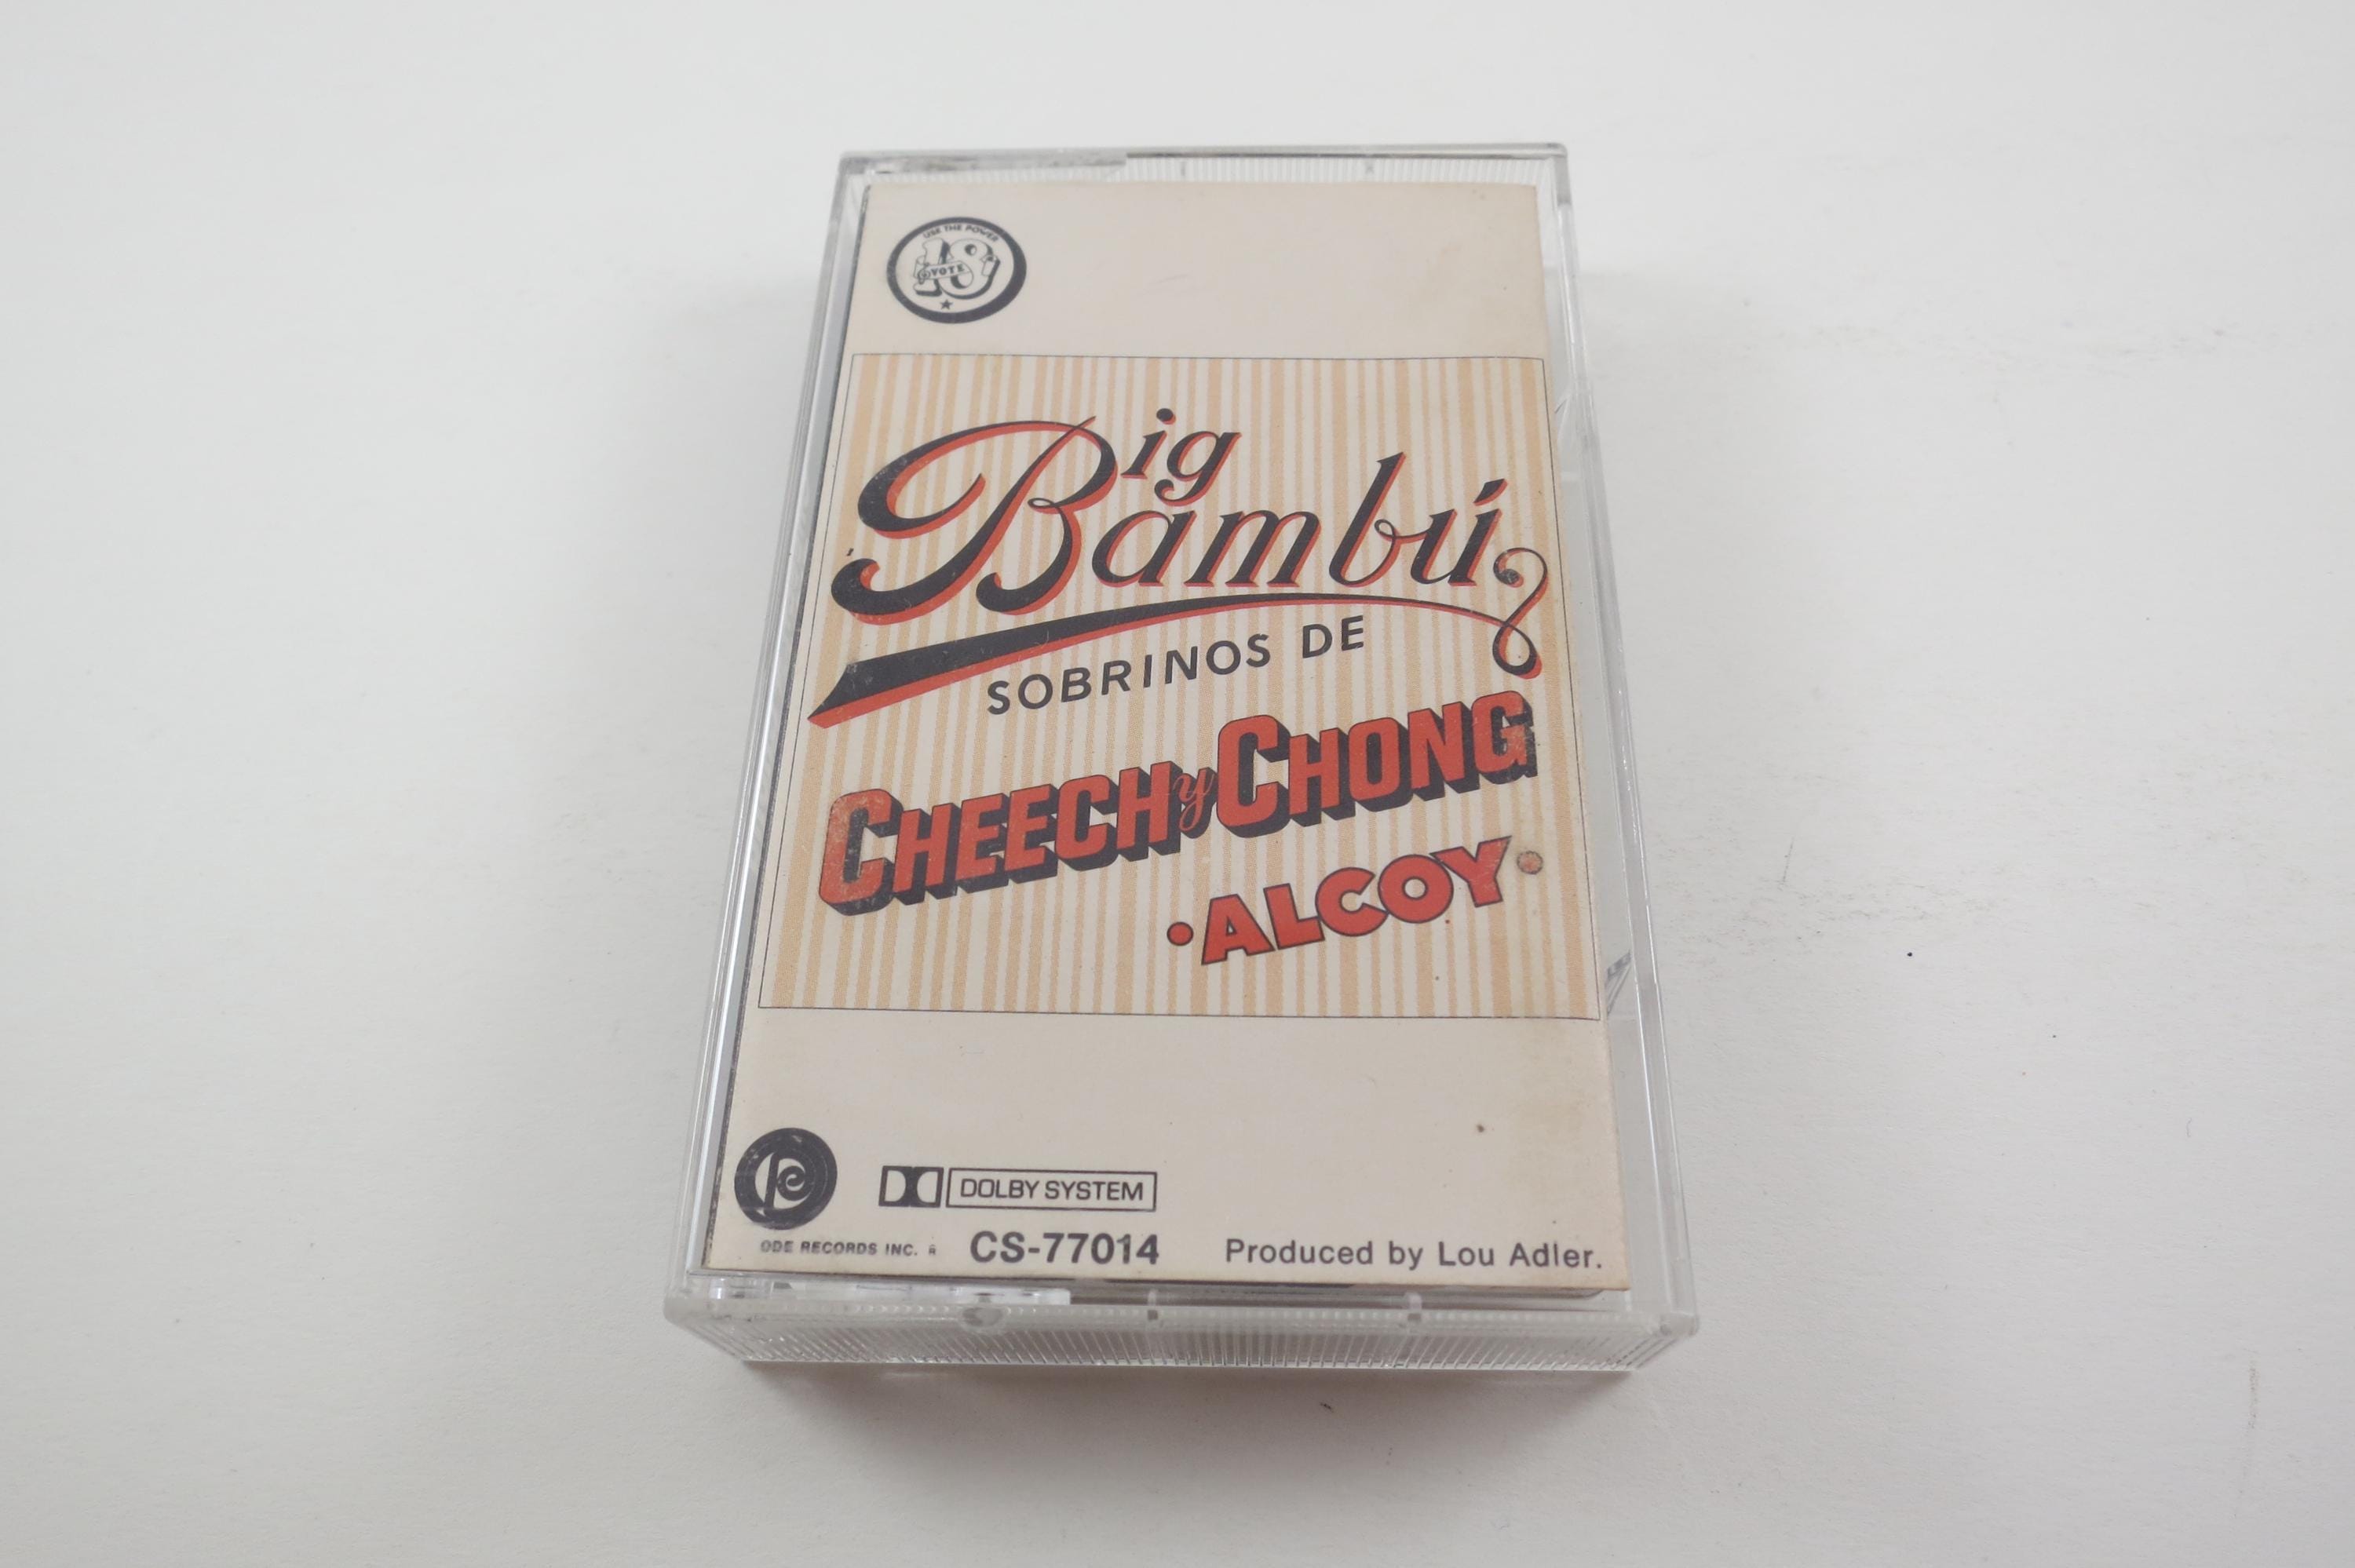 USE THE POWER
18
VOTE
Big
Bambú
SOBRINOS DE
CHEECH y CHONG
•ALCOY•
DOLBY SYSTEM
ODE RECORDS INC. CS-77014 Produced by Lou Adler.